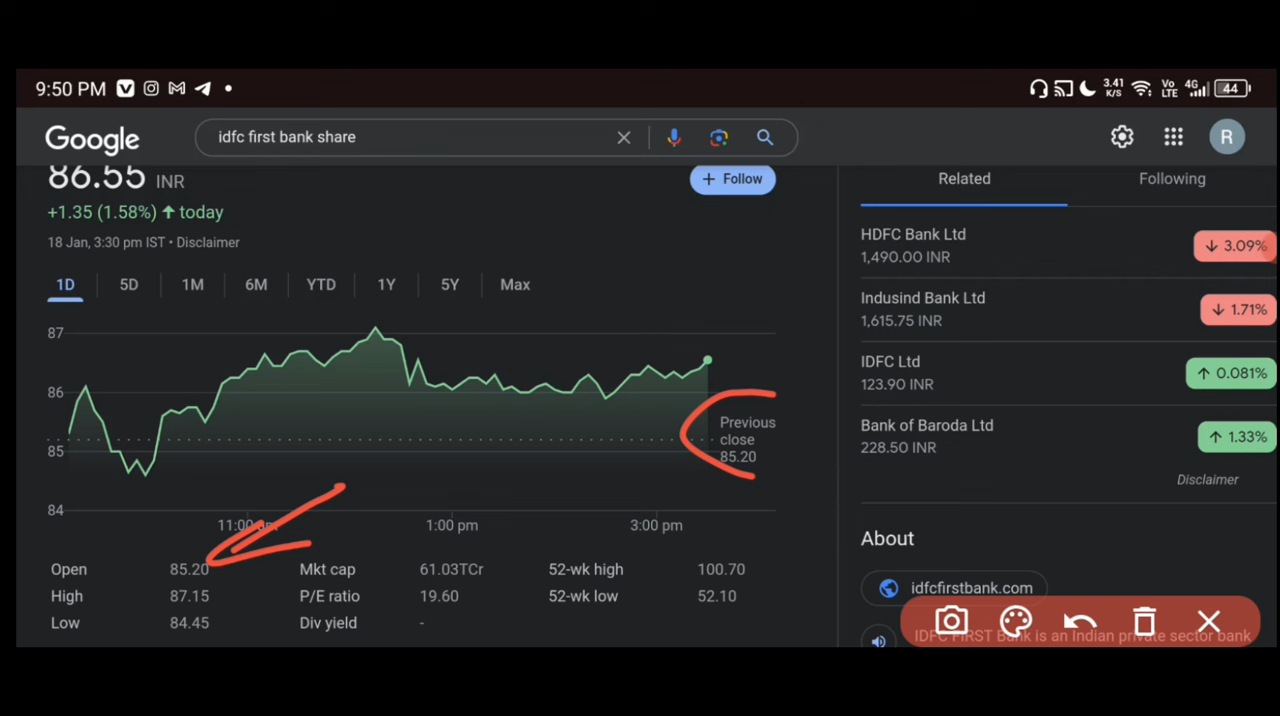 9:50 PM
3.41 K/S
Vo LTE
4G
44
Google
idfc first bank share
R
86.55 INR
+ Follow
+1.35 (1.58%) ↑ today
18 Jan, 3:30 pm IST • Disclaimer
1D 5D 1M 6M YTD 1Y 5Y Max
87
86
85
84
Previous
close
85.20
11:00 am 1:00 pm 3:00 pm
Open 85.20 Mkt cap 61.03TCr 52-wk high 100.70
High 87.15 P/E ratio 19.60 52-wk low 52.10
Low 84.45 Div yield -
Related Following
HDFC Bank Ltd
1,490.00 INR
↓ 3.09%
Indusind Bank Ltd
1,615.75 INR
↓ 1.71%
IDFC Ltd
123.90 INR
↑ 0.081%
Bank of Baroda Ltd
228.50 INR
↑ 1.33%
Disclaimer
About
idfcfirstbank.com
IDFC FIRST Bank is an Indian private sector bank